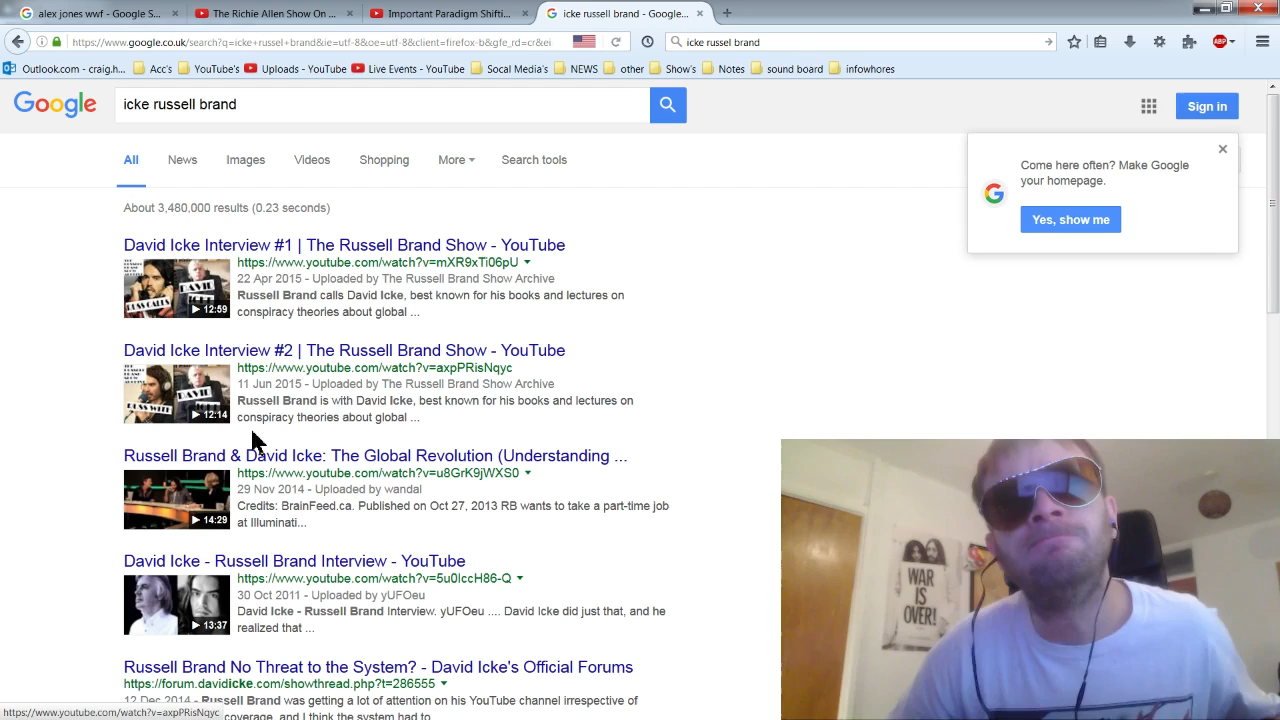 alex jones wwf - Google S... × The Richie Allen Show On ... × Important Paradigm Shifti... × icke russell brand - Google... × +
https://www.google.co.uk/search?q=icke+russel+brand&ie=utf-8&oe=utf-8&client=firefox-b&gfe_rd=cr&ei icke russel brand ABP
Outlook.com - craig.h... Acc's YouTube's Uploads - YouTube Live Events - YouTube Socal Media's NEWS other Show's Notes sound board infowhores
Google icke russell brand Sign in
All News Images Videos Shopping More Search tools
Come here often? Make Google
your homepage.
Yes, show me
About 3,480,000 results (0.23 seconds)
David Icke Interview #1 | The Russell Brand Show - YouTube
https://www.youtube.com/watch?v=mXR9xTi06pU
22 Apr 2015 - Uploaded by The Russell Brand Show Archive
Russell Brand calls David Icke, best known for his books and lectures on
conspiracy theories about global ...
12:59
David Icke Interview #2 | The Russell Brand Show - YouTube
https://www.youtube.com/watch?v=axpPRisNqyc
11 Jun 2015 - Uploaded by The Russell Brand Show Archive
Russell Brand is with David Icke, best known for his books and lectures on
conspiracy theories about global ...
12:14
Russell Brand & David Icke: The Global Revolution (Understanding ...
https://www.youtube.com/watch?v=u8GrK9jWXS0
29 Nov 2014 - Uploaded by wandal
Credits: BrainFeed.ca. Published on Oct 27, 2013 RB wants to take a part-time job
at Illuminati...
14:29
David Icke - Russell Brand Interview - YouTube
https://www.youtube.com/watch?v=5u0IccH86-Q
30 Oct 2011 - Uploaded by yUFOeu
David Icke - Russell Brand Interview. yUFOeu .... David Icke did just that, and he
realized that ...
13:37
Russell Brand No Threat to the System? - David Icke's Official Forums
https://forum.davidicke.com/showthread.php?t=286555
12 Dec 2014 - Russell Brand was getting a lot of attention on his YouTube channel irrespective of
coverage, and I think the system had to
https://www.youtube.com/watch?v=axpPRisNqyc
WAR
IS
OVER!